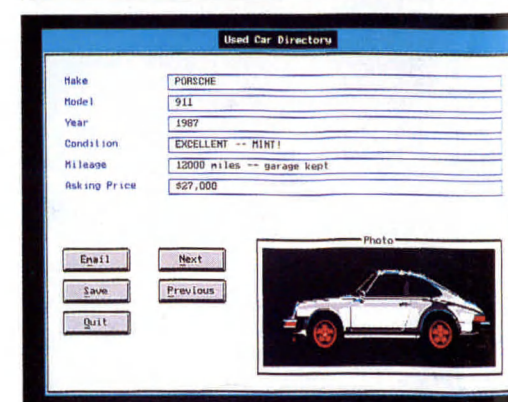 Used Car Directory
Make PORSCHE
Model 911
Year 1987
Condition EXCELLENT -- MINT!
Mileage 12000 miles -- garage kept
Asking Price $27,000
Photo
Email Next
Save Previous
Quit